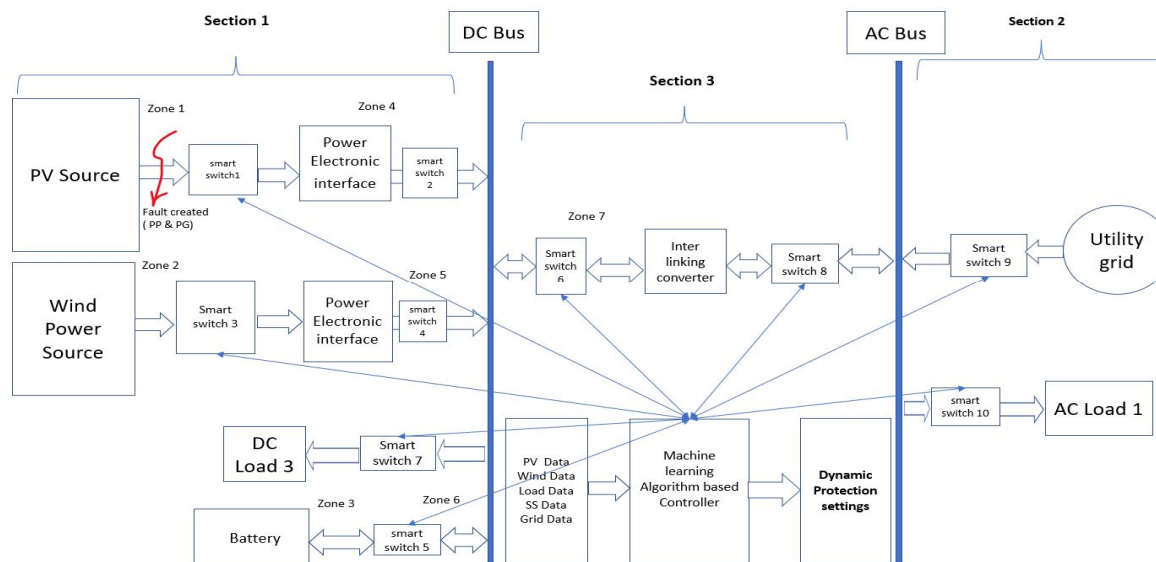 Section 1
DC Bus
AC Bus
Section 2
Section 3
Zone 1
Zone 4
PV Source
smart
switch1
Power
Electronic
interface
smart
switch
2
Fault created
( PP & PG)
Zone 7
Smart
switch
6
Inter
linking
converter
Smart
switch 8
Smart
switch 9
Utility
grid
Zone 2
Zone 5
Wind
Power
Source
Smart
switch 3
Power
Electronic
interface
smart
switch
4
DC
Load 3
Smart
switch 7
PV Data
Wind Data
Load Data
SS Data
Grid Data
Machine
learning
Algorithm based
Controller
Dynamic
Protection
settings
smart
switch 10
AC Load 1
Zone 3
Zone 6
Battery
smart
switch 5